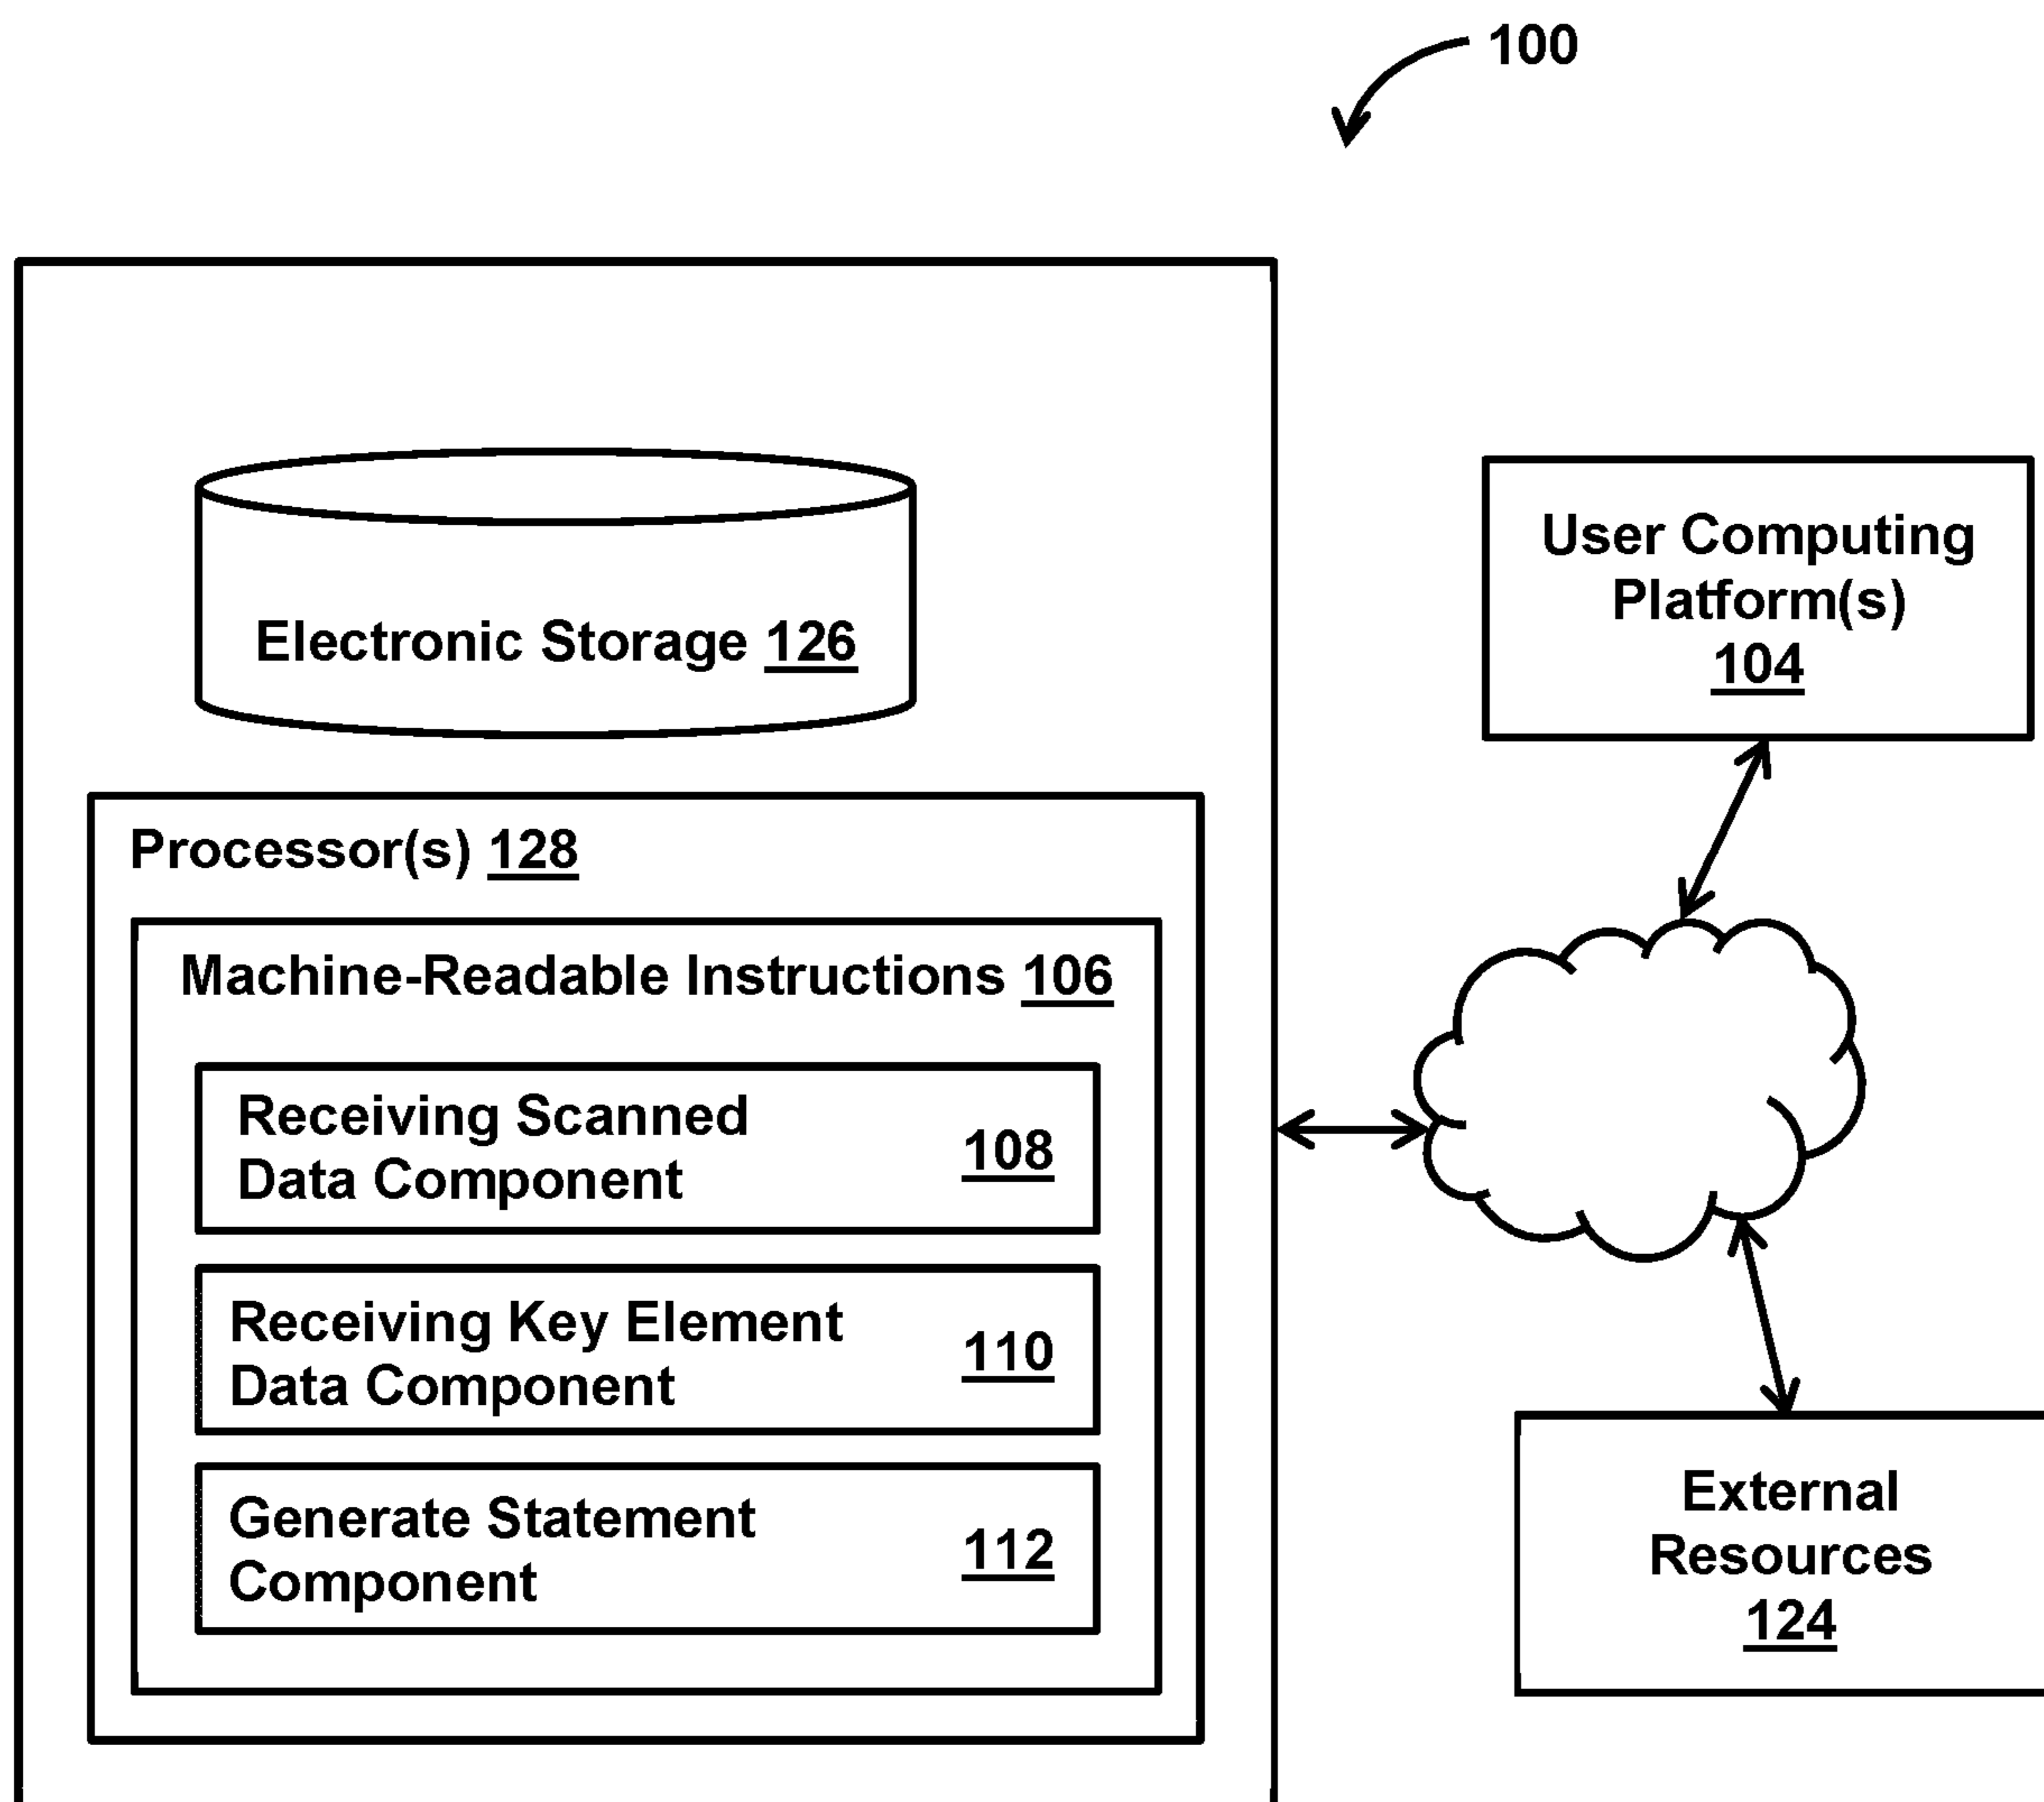 100
Electronic Storage 126
Processor(s) 128
Machine-Readable Instructions 106
Receiving Scanned
Data Component
108
Receiving Key Element
Data Component
110
Generate Statement
Component
112
User Computing
Platform(s)
104
External
Resources
124